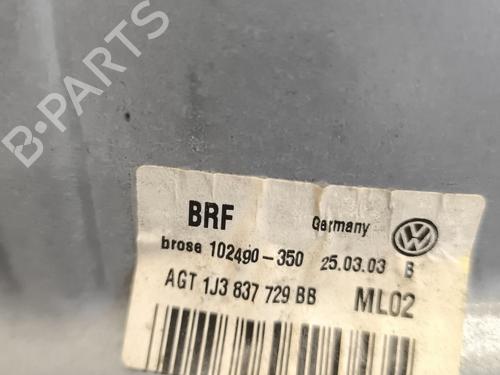 B-PARTS
BRF Germany
brose 102490-350 25.03.03 B
AGT 1J3 837 729 BB ML02